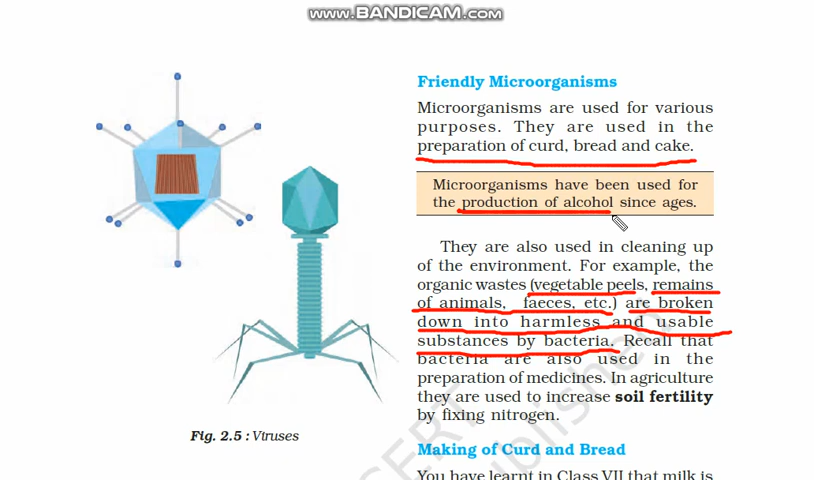 www.BANDICAM.com
Friendly Microorganisms
Microorganisms are used for various
purposes. They are used in the
preparation of curd, bread and cake.
Microorganisms have been used for
the production of alcohol since ages.
They are also used in cleaning up
of the environment. For example, the
organic wastes (vegetable peels, remains
of animals, faeces, etc.) are broken
down into harmless and usable
substances by bacteria. Recall that
bacteria are also used in the
preparation of medicines. In agriculture
they are used to increase soil fertility
by fixing nitrogen.
Fig. 2.5 : Viruses
Making of Curd and Bread
You have learnt in Class VII that milk is